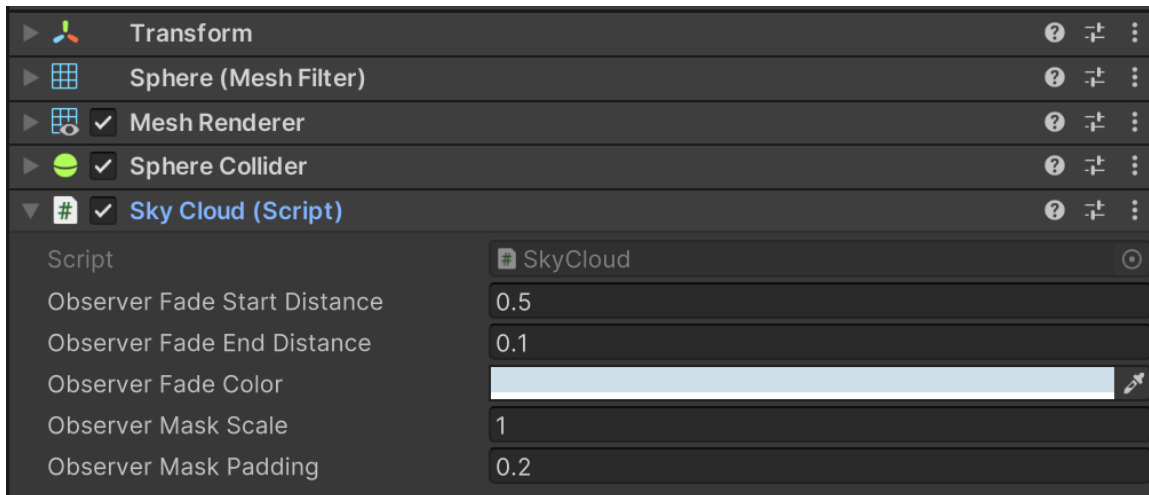 Transform
Sphere (Mesh Filter)
Mesh Renderer
Sphere Collider
# Sky Cloud (Script)
Script # SkyCloud
Observer Fade Start Distance 0.5
Observer Fade End Distance 0.1
Observer Fade Color
Observer Mask Scale 1
Observer Mask Padding 0.2